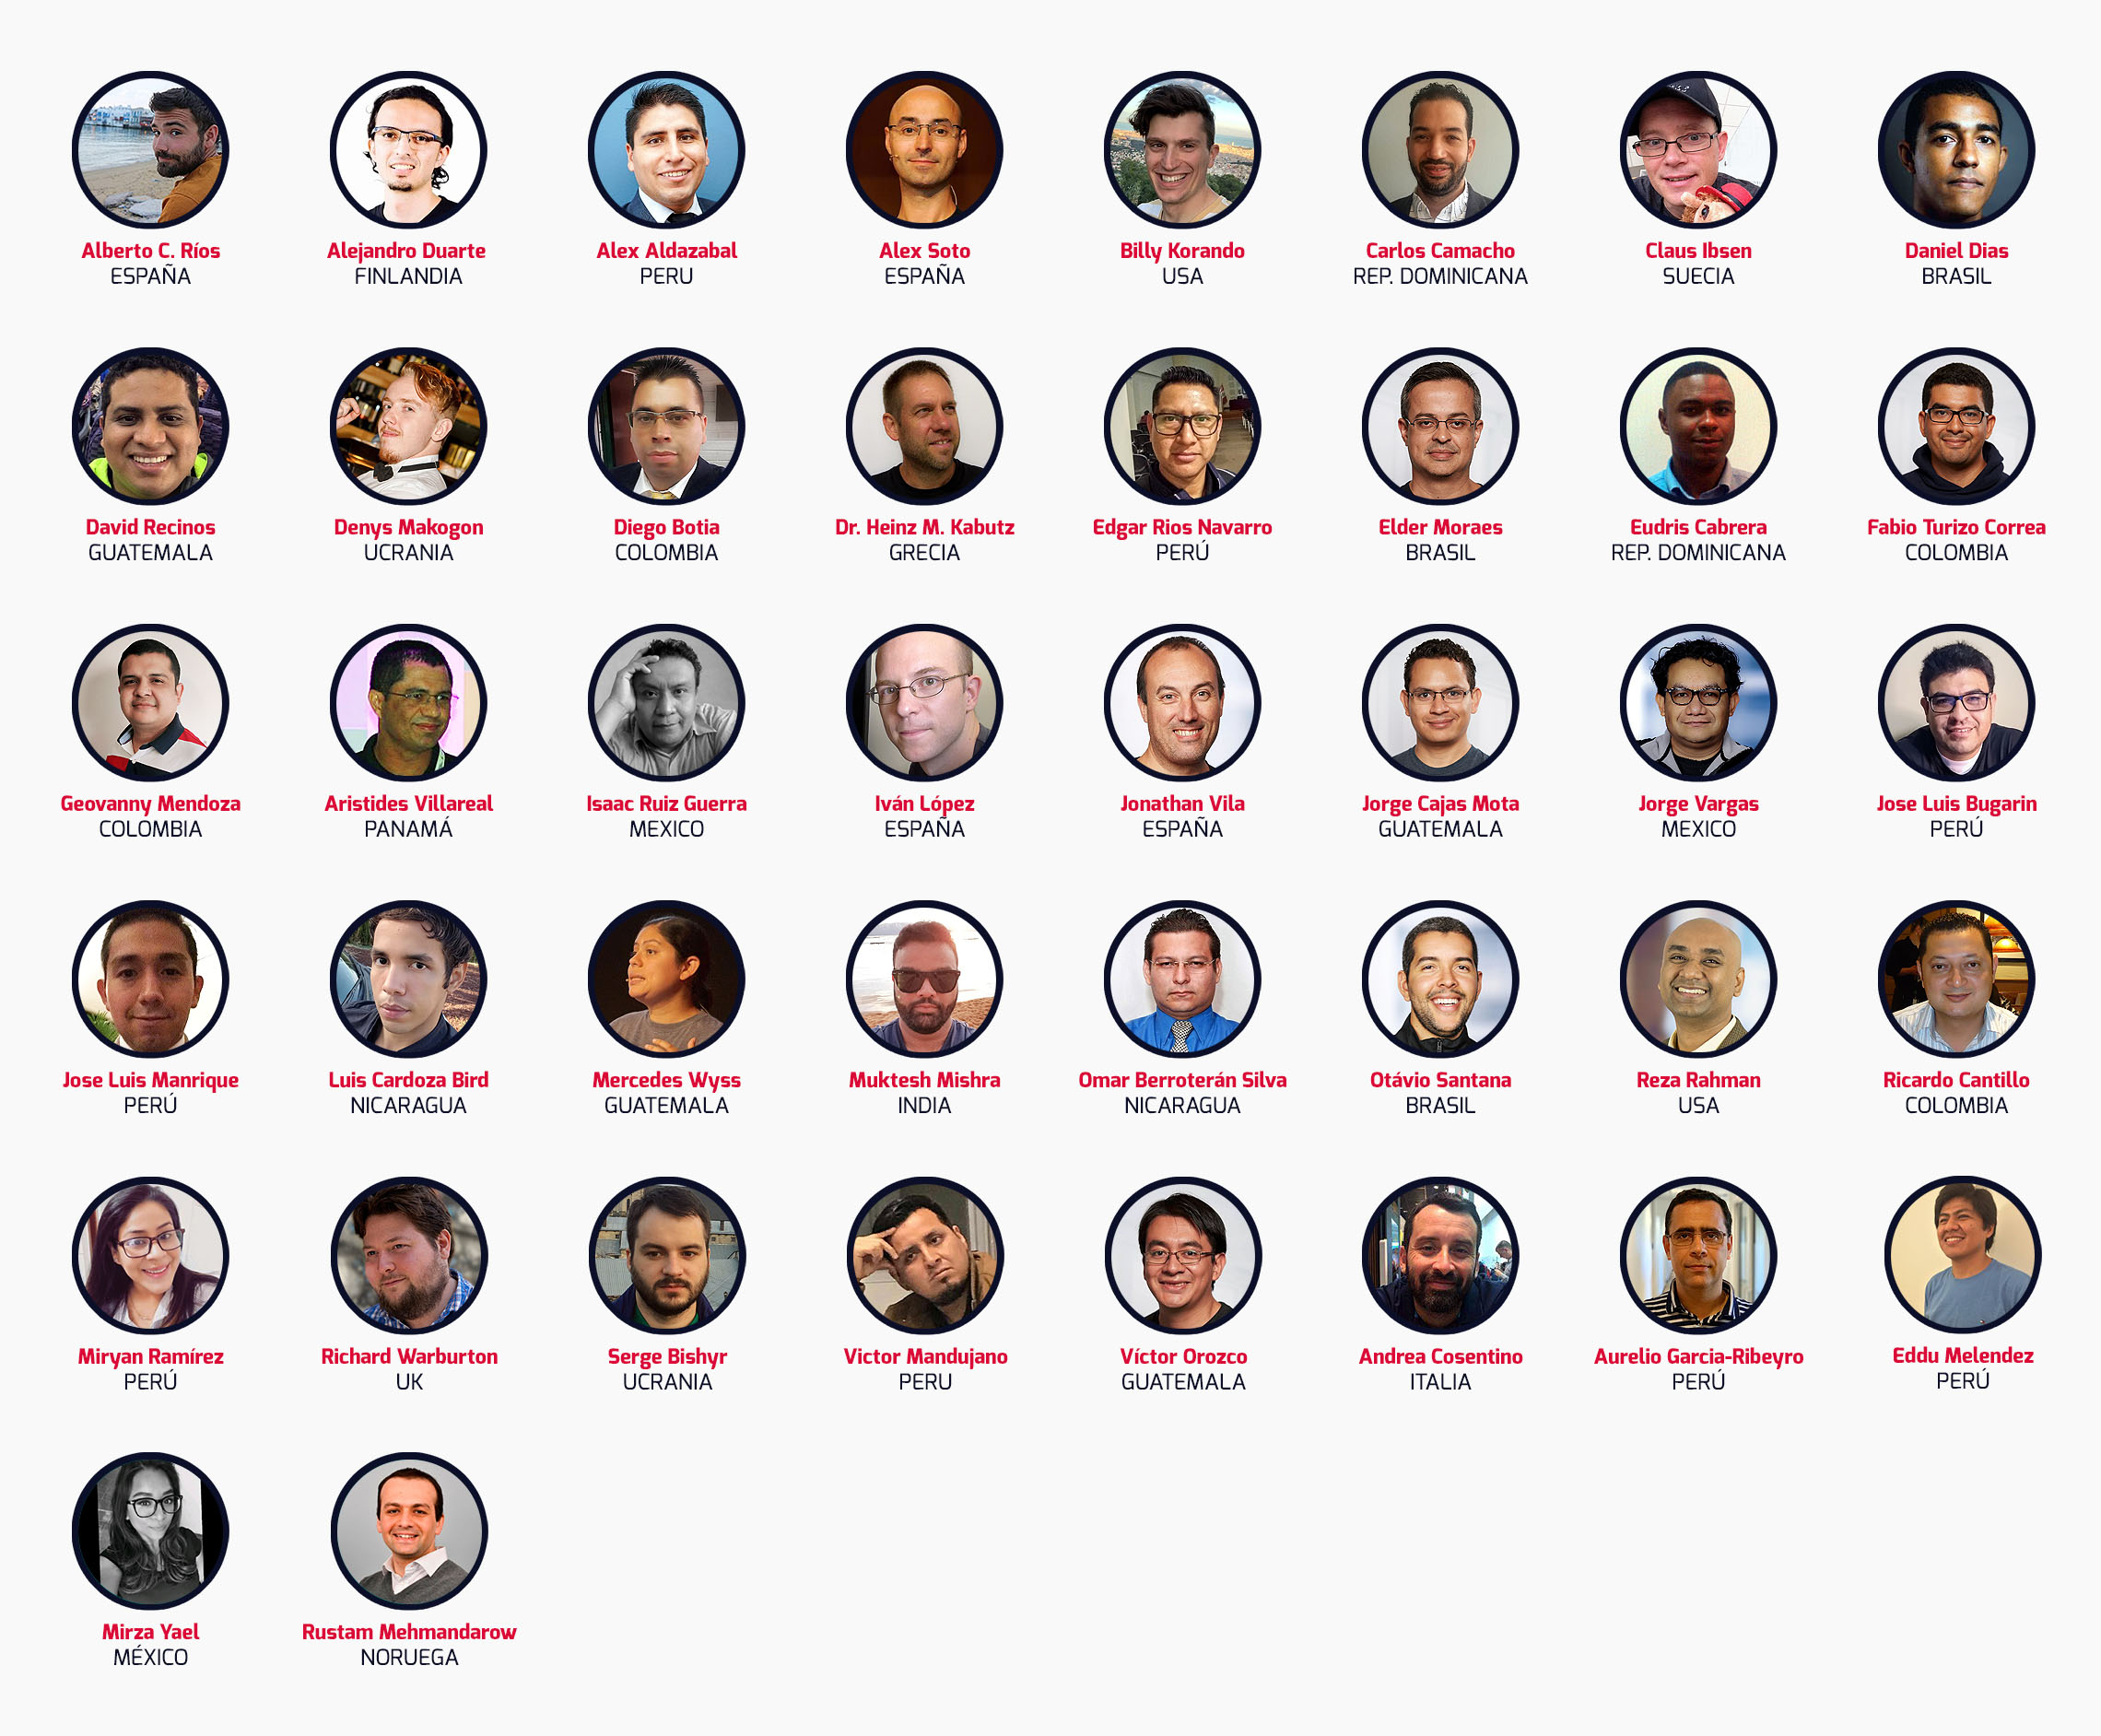 Alberto C. Ríos
ESPAÑA
Alejandro Duarte
FINLANDIA
Alex Aldazabal
PERU
Alex Soto
ESPAÑA
Billy Korando
USA
Carlos Camacho
REP. DOMINICANA
Claus Ibsen
SUECIA
Daniel Dias
BRASIL
David Recinos
GUATEMALA
Denys Makogon
UCRANIA
Diego Botia
COLOMBIA
Dr. Heinz M. Kabutz
GRECIA
Edgar Rios Navarro
PERÚ
Elder Moraes
BRASIL
Eudris Cabrera
REP. DOMINICANA
Fabio Turizo Correa
COLOMBIA
Geovanny Mendoza
COLOMBIA
Aristides Villareal
PANAMÁ
Isaac Ruiz Guerra
MEXICO
Iván López
ESPAÑA
Jonathan Vila
ESPAÑA
Jorge Cajas Mota
GUATEMALA
Jorge Vargas
MEXICO
Jose Luis Bugarin
PERÚ
Jose Luis Manrique
PERÚ
Luis Cardoza Bird
NICARAGUA
Mercedes Wyss
GUATEMALA
Muktesh Mishra
INDIA
Omar Berroterán Silva
NICARAGUA
Otávio Santana
BRASIL
Reza Rahman
USA
Ricardo Cantillo
COLOMBIA
Miryan Ramírez
PERÚ
Richard Warburton
UK
Serge Bishyr
UCRANIA
Victor Mandujano
PERU
Víctor Orozco
GUATEMALA
Andrea Cosentino
ITALIA
Aurelio Garcia-Ribeyro
PERÚ
Eddu Melendez
PERÚ
Mirza Yael
MÉXICO
Rustam Mehmandarow
NORUEGA